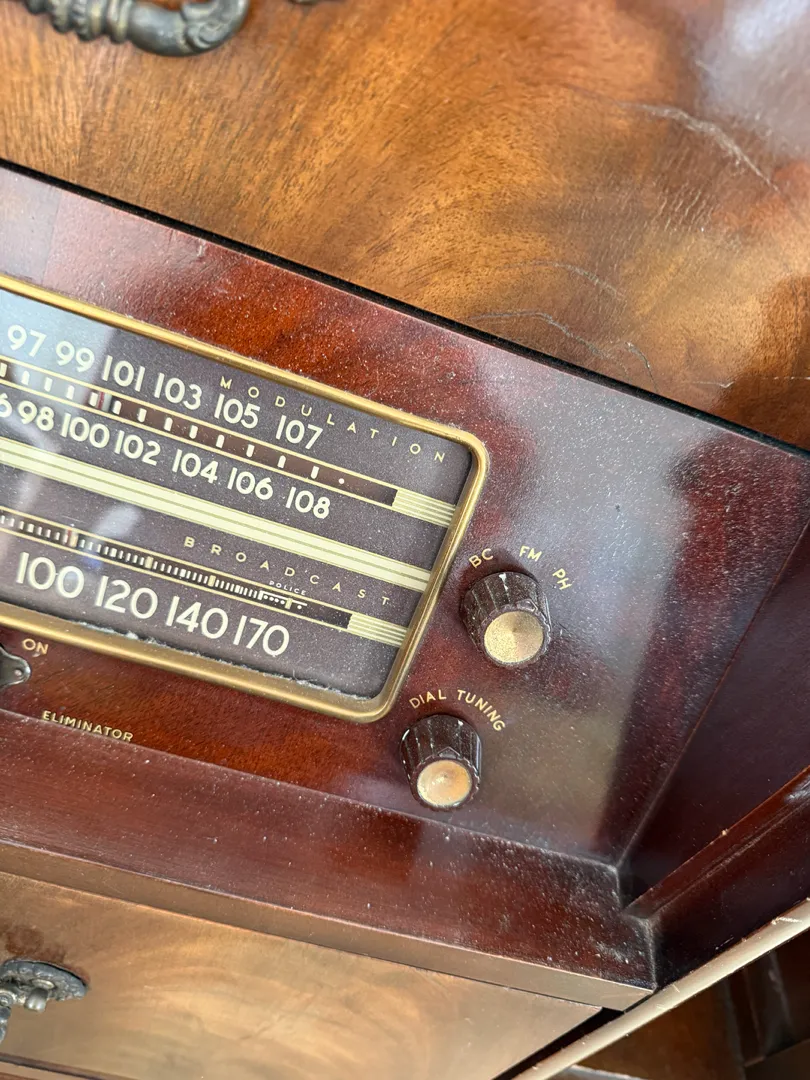 MODULATION
97 99 101 103 105 107
98 100 102 104 106 108
BROADCAST
POLICE
100 120 140 170
BC FM PH
DIAL TUNING
ON
ELIMINATOR